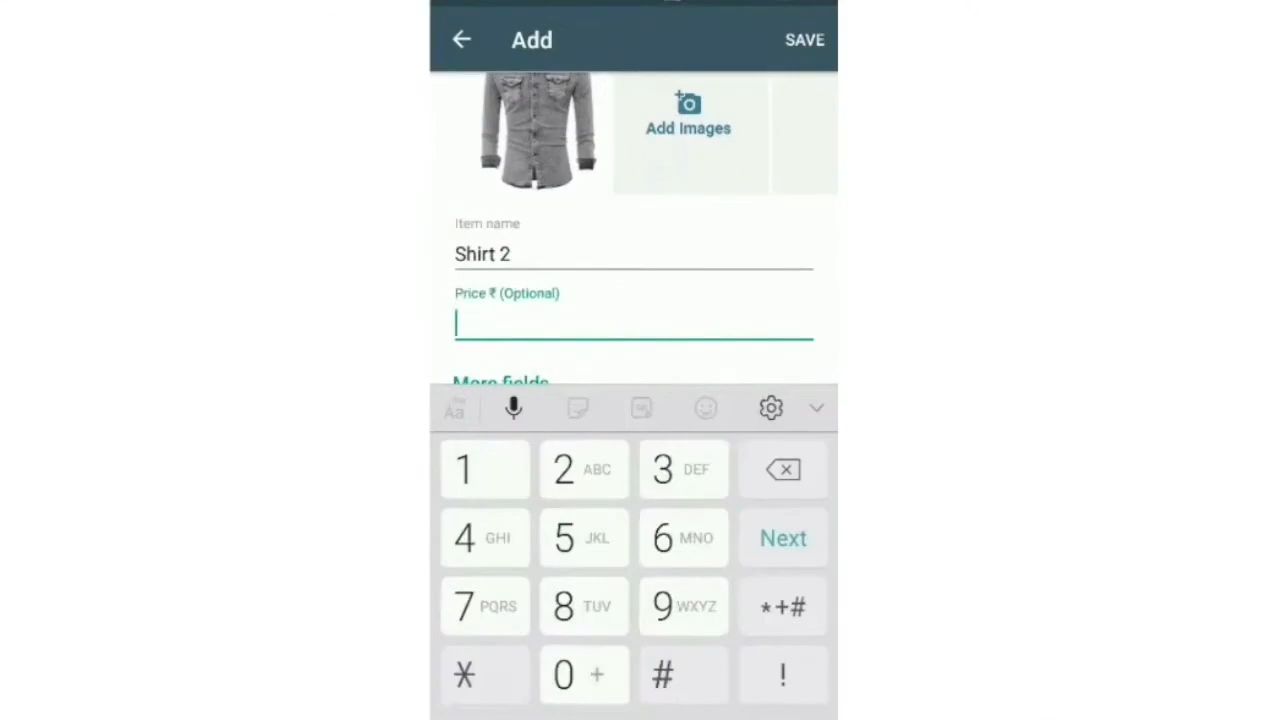 Add
SAVE
Add Images
Item name
Shirt 2
Price ₹ (Optional)
More fields
Aa
1
2 ABC
3 DEF
4 GHI
5 JKL
6 MNO
Next
7 PQRS
8 TUV
9 WXYZ
*+#
*
0 +
#
!